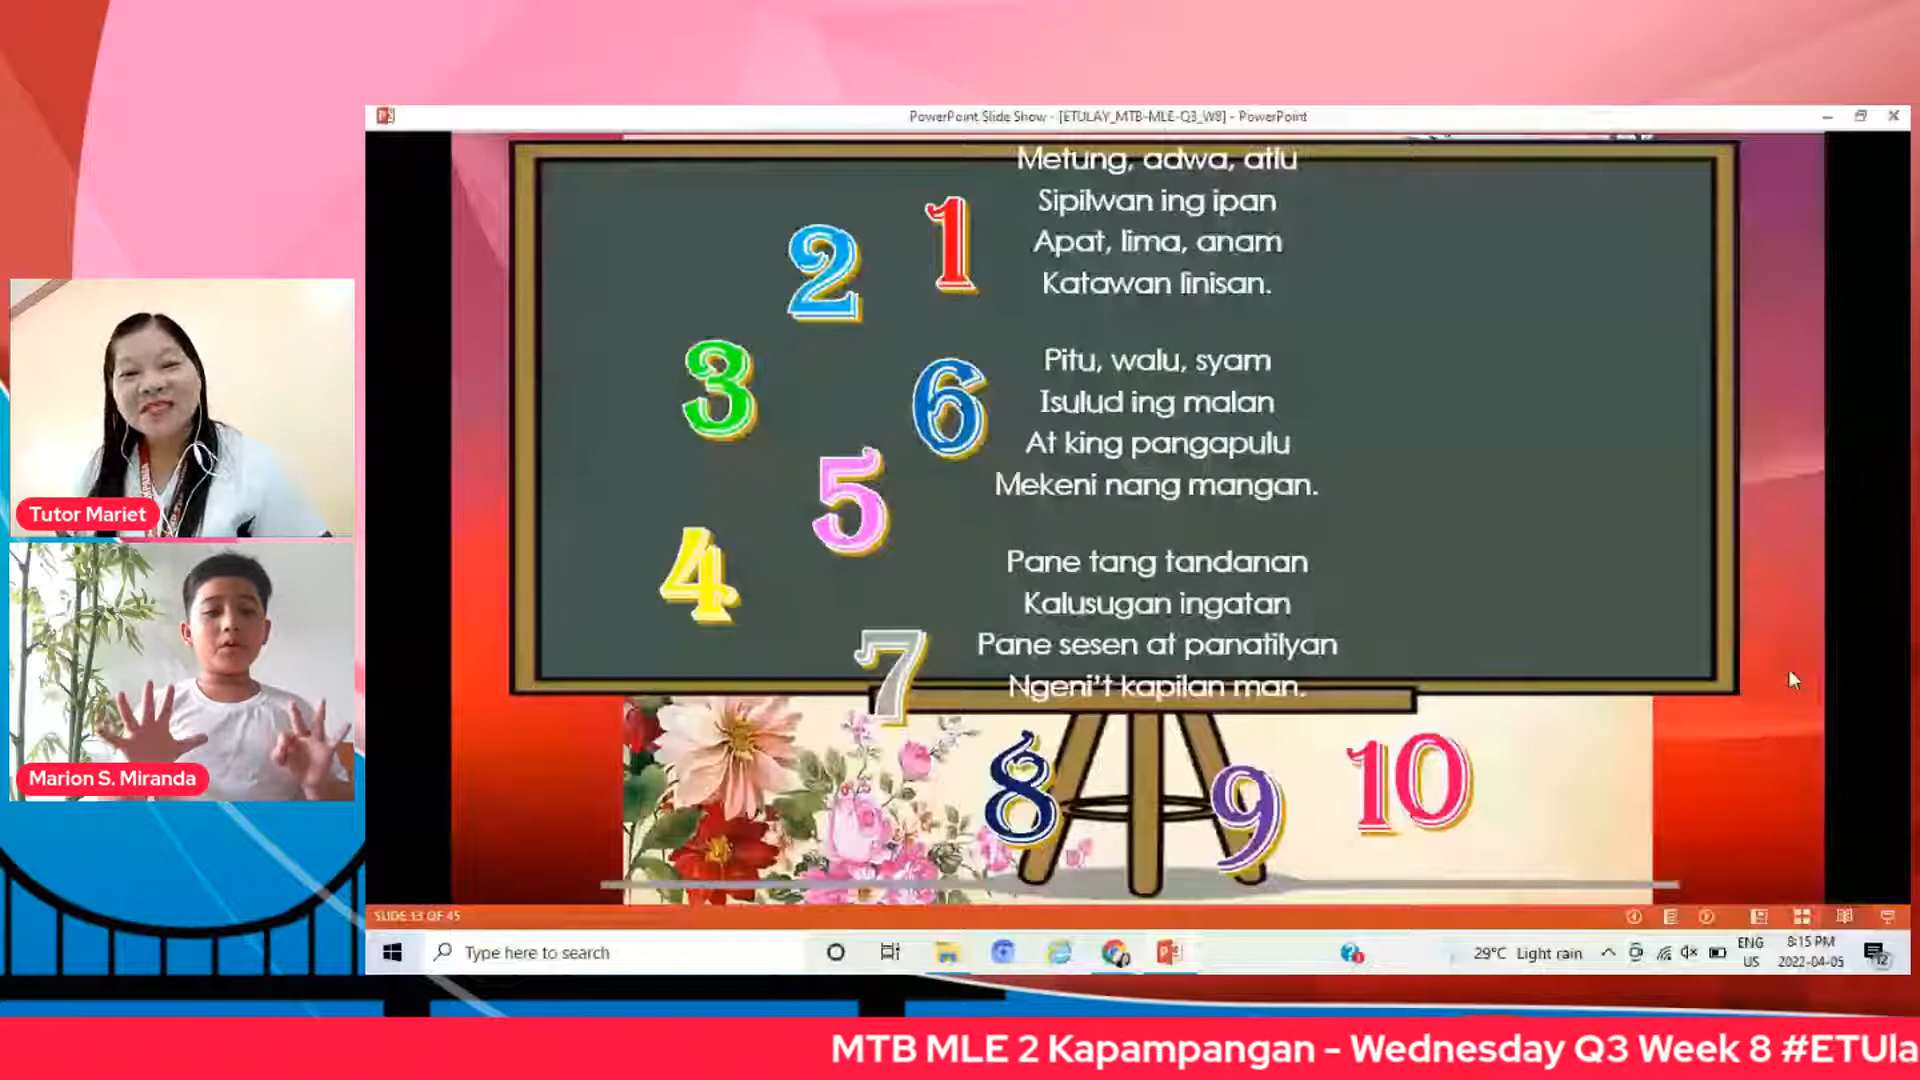 PowerPoint Slide Show - [ETULAY_MTB-MLE-Q3_W8] - PowerPoint
Metung, adwa, atlu
Sipilwan ing ipan
Apat, lima, anam
Katawan linisan.
Pitu, walu, syam
Isulud ing malan
At king pangapulu
Mekeni nang mangan.
Pane tang tandanan
Kalusugan ingatan
Pane sesen at panatilyan
Ngeni't kapilan man.
1
2
3
6
5
4
7
8
9
10
Tutor Mariet
Marion S. Miranda
SLIDE 33 OF 45
Type here to search
29°C Light rain
ENG
US
8:15 PM
2022-04-05
12
MTB MLE 2 Kapampangan - Wednesday Q3 Week 8 #ETUla